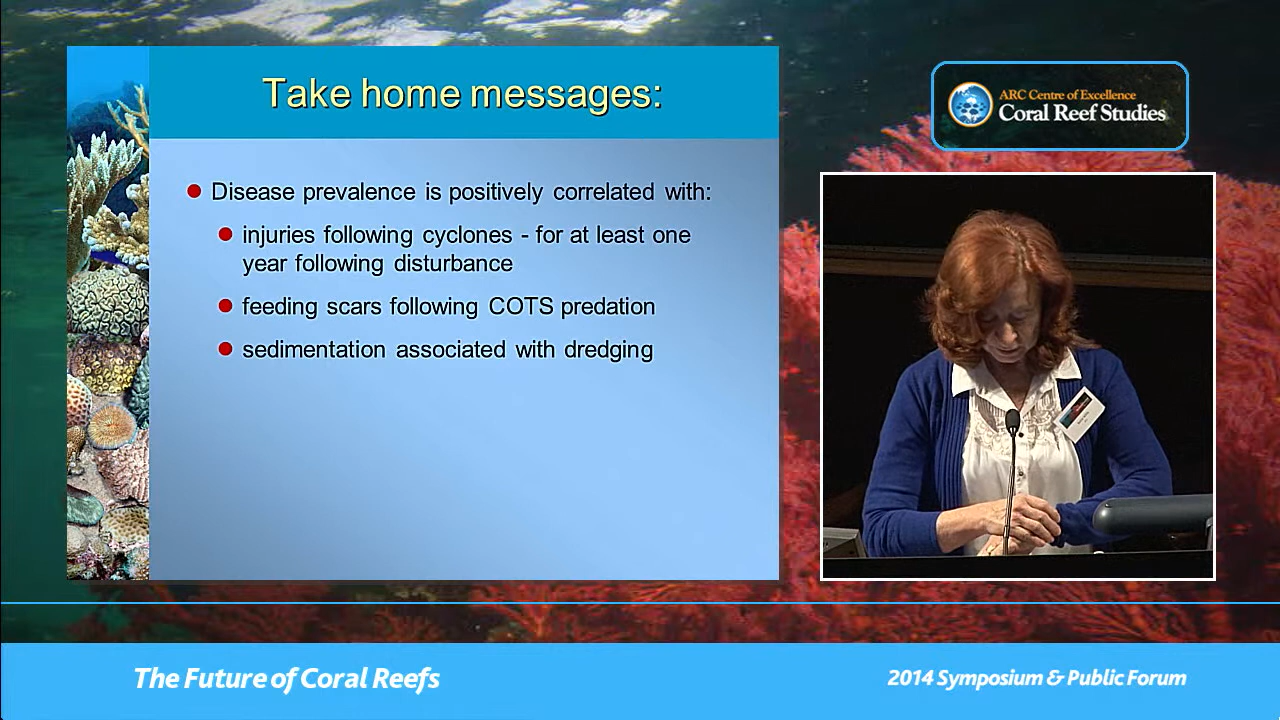 Take home messages:
Disease prevalence is positively correlated with:
injuries following cyclones - for at least one
year following disturbance
feeding scars following COTS predation
sedimentation associated with dredging
ARC Centre of Excellence
Coral Reef Studies
The Future of Coral Reefs
2014 Symposium & Public Forum